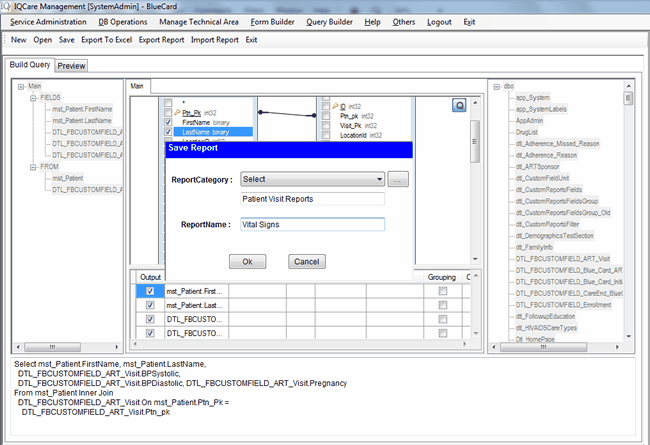 IQCare Management [SystemAdmin] - BlueCard
Service Administration DB Operations Manage Technical Area Form Builder Query Builder Help Others Logout Exit
New Open Save Export To Excel Export Report Import Report Exit
Build Query Preview
Main
FIELDS
mst_Patient.FirstName
mst_Patient.LastName
DTL_FBCUSTOMFIELD_A
DTL_FBCUSTOMFIELD_A
DTL_FBCUSTOMFIELD_A
FROM
mst_Patient
DTL_FBCUSTOMFIELD_A
Main
*
Ptn_Pk int32
FirstName binary
LastName binary
ID int32
Ptn_pk int32
Visit_Pk int32
LocationId int32
Save Report
ReportCategory : Select ...
Patient Visit Reports
ReportName : Vital Signs
Ok Cancel
Output Grouping
mst_Patient.First...
mst_Patient.Last...
DTL_FBCUSTO...
DTL_FBCUSTO...
dbo
app_System
app_SystemLabels
AppAdmin
DrugList
dtl_Adherence_Missed_Reason
dtl_Adherence_Reason
dtl_ARTSponsor
dtl_CustomFieldUnit
dtl_CustomReportsFields
dtl_CustomReportsFieldsGroup
dtl_CustomReportsFieldsGroup_Old
dtl_CustomReportsFilter
dtl_DemographicsTestSection
dtl_FamilyInfo
DTL_FBCUSTOMFIELD_ART_Visit
DTL_FBCUSTOMFIELD_Blue_Card_ART
DTL_FBCUSTOMFIELD_Blue_Card_Initia
DTL_FBCUSTOMFIELD_CareEnd_BlueC
DTL_FBCUSTOMFIELD_Enrollment
dtl_FollowupEducation
dtl_HIVAIDSCareTypes
Dtl_HomePage
Select mst_Patient.FirstName, mst_Patient.LastName,
DTL_FBCUSTOMFIELD_ART_Visit.BPSystolic,
DTL_FBCUSTOMFIELD_ART_Visit.BPDiastolic, DTL_FBCUSTOMFIELD_ART_Visit.Pregnancy
From mst_Patient Inner Join
DTL_FBCUSTOMFIELD_ART_Visit On mst_Patient.Ptn_Pk =
DTL_FBCUSTOMFIELD_ART_Visit.Ptn_pk